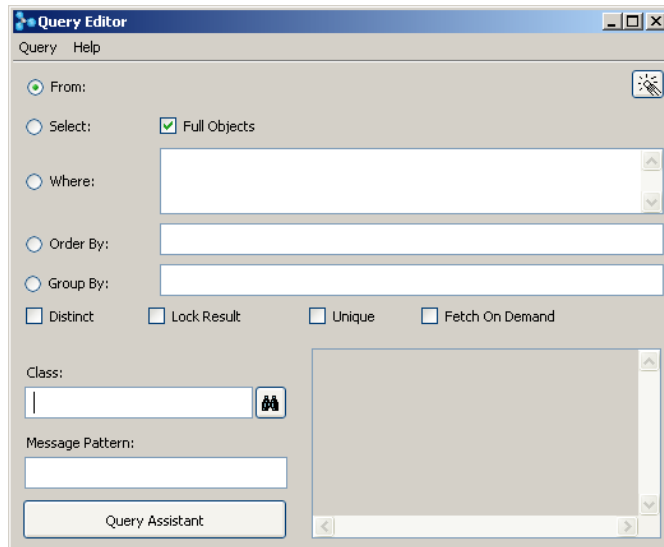 Query Editor
Query Help
From:
Select: Full Objects
Where:
Order By:
Group By:
Distinct Lock Result Unique Fetch On Demand
Class:
Message Pattern:
Query Assistant